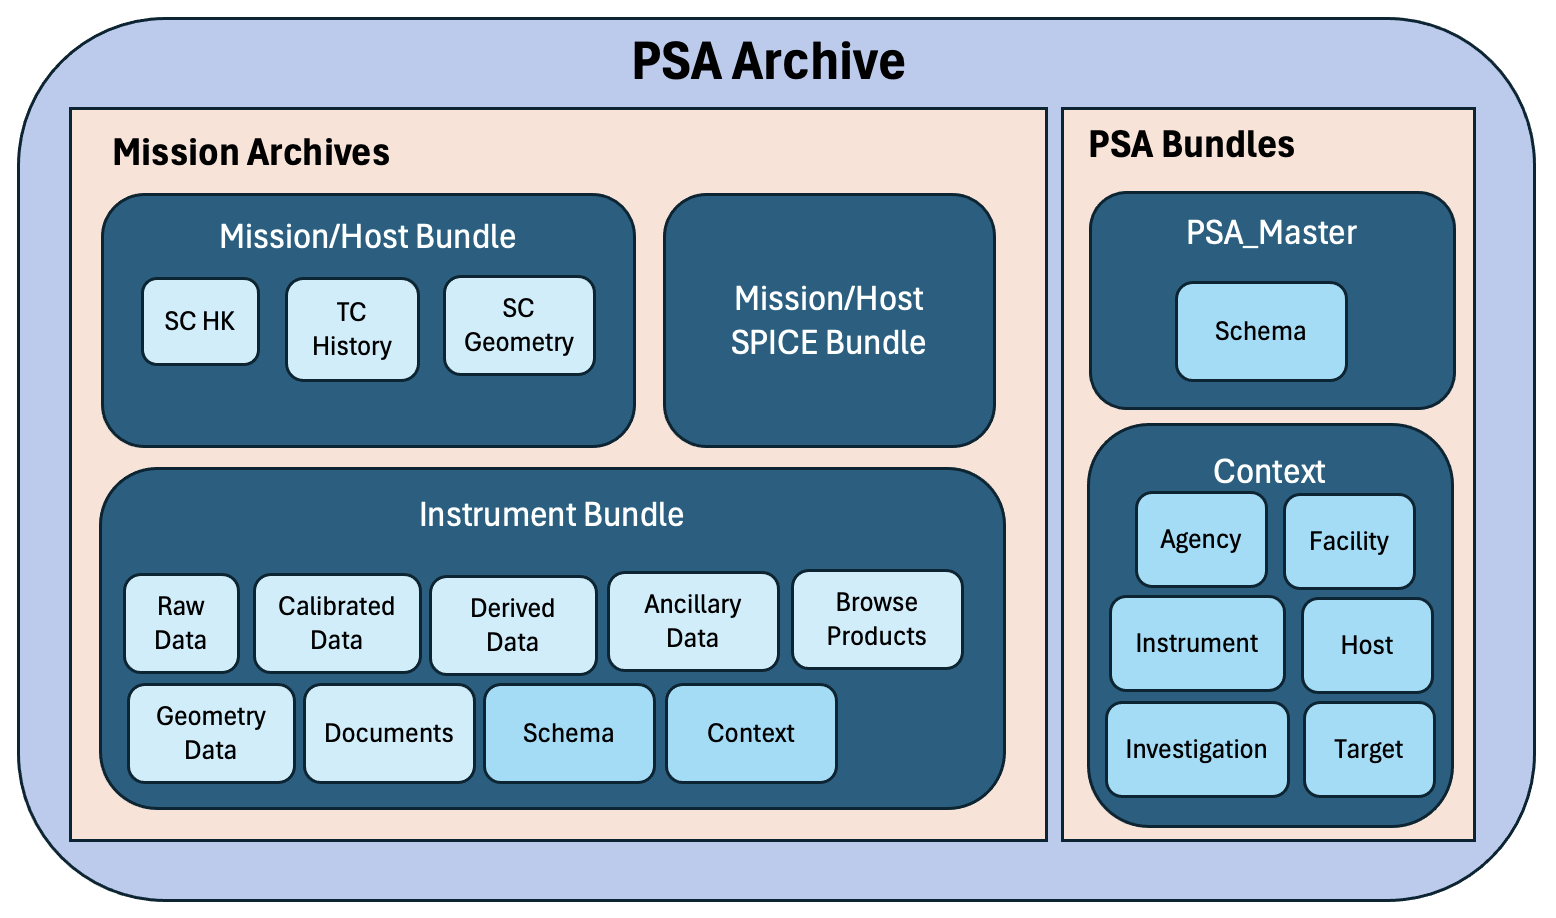 PSA Archive
Mission Archives
Mission/Host Bundle
SC HK
TC
History
SC
Geometry
Mission/Host
SPICE Bundle
Instrument Bundle
Raw
Data
Calibrated
Data
Derived
Data
Ancillary
Data
Browse
Products
Geometry
Data
Documents
Schema
Context
PSA Bundles
PSA_Master
Schema
Context
Agency
Facility
Instrument
Host
Investigation
Target